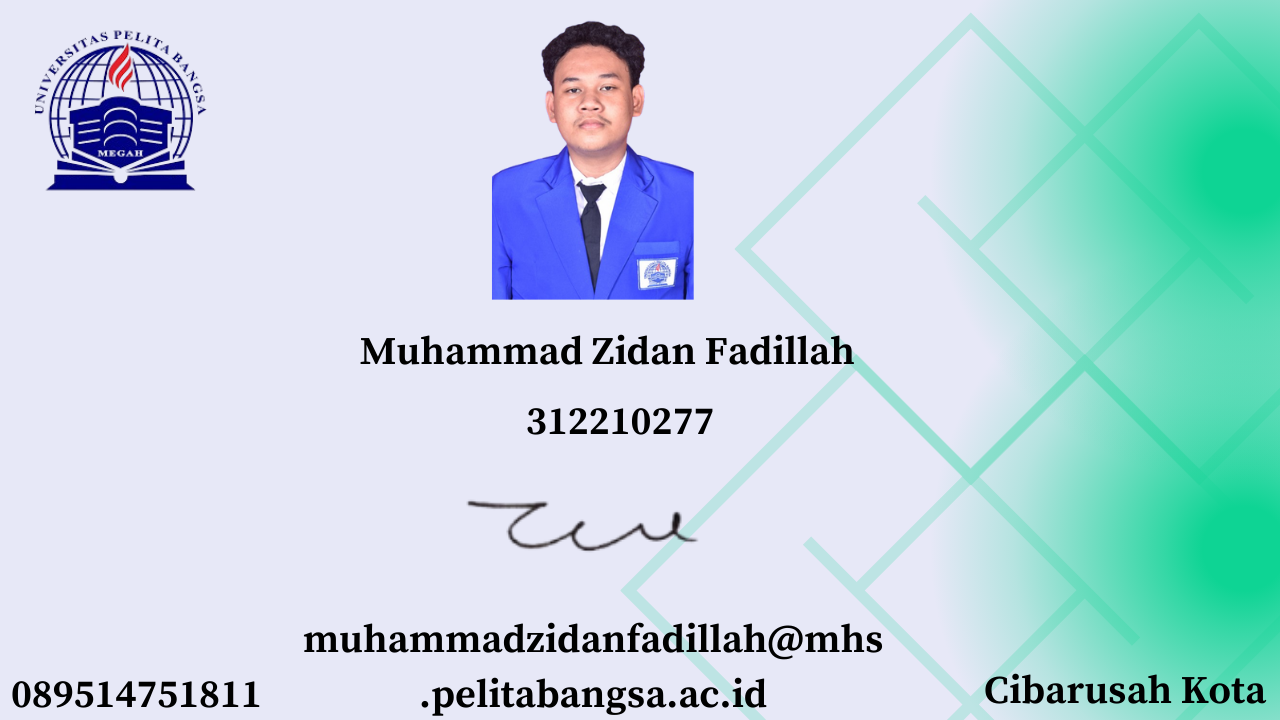 UNIVERSITAS PELITA BANGSA
MEGAH
Muhammad Zidan Fadillah
312210277
muhammadzidanfadillah@mhs
.pelitabangsa.ac.id
089514751811
Cibarusah Kota